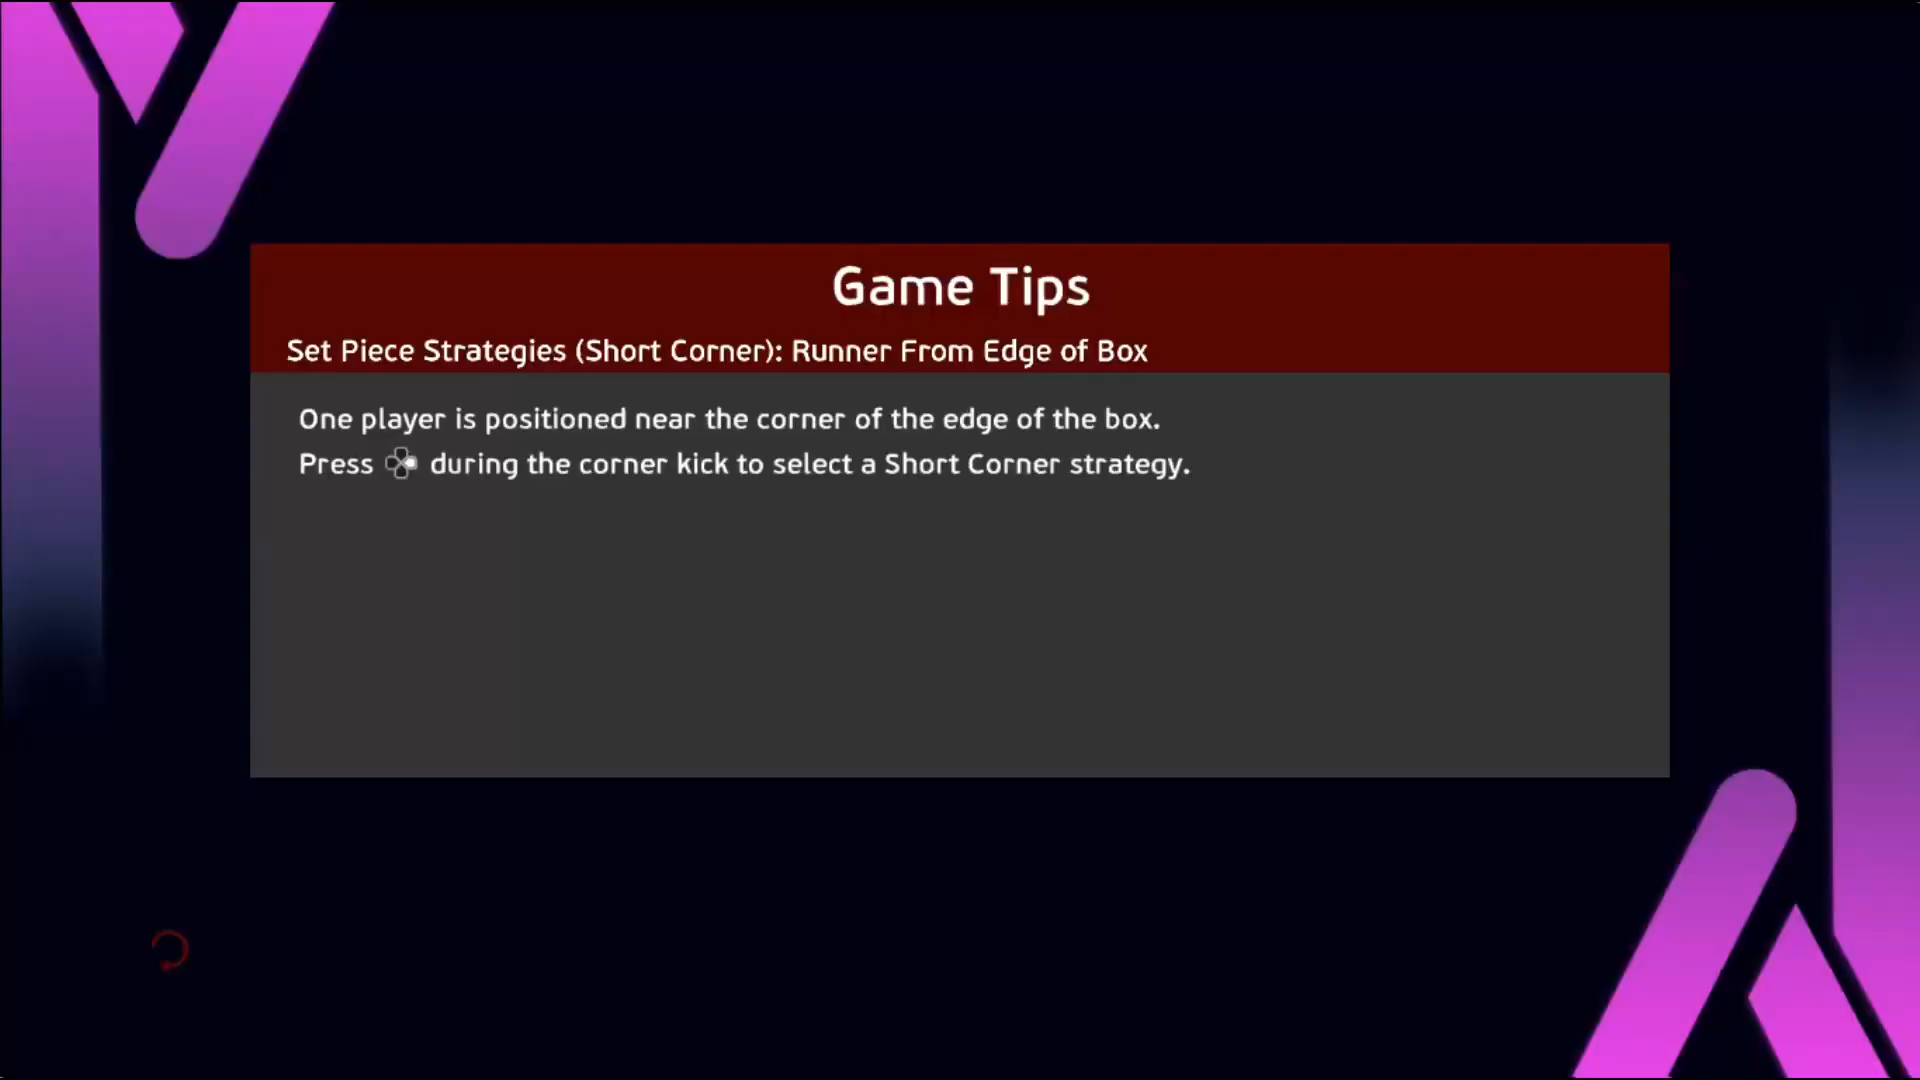 Game Tips
Set Piece Strategies (Short Corner): Runner From Edge of Box
One player is positioned near the corner of the edge of the box.
Press during the corner kick to select a Short Corner strategy.